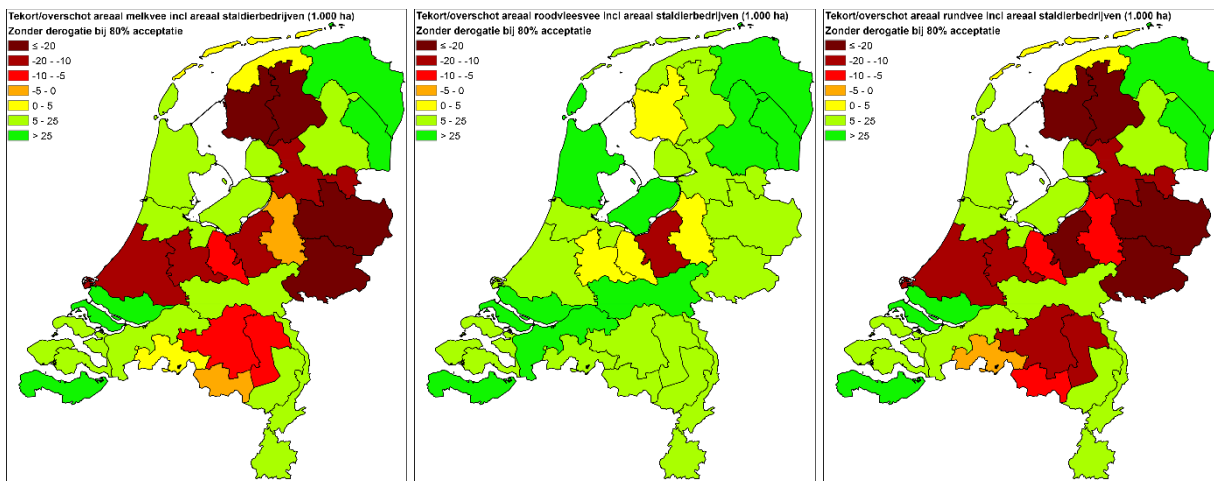 Tekort/overschot areaal melkvee incl areaal staldierbedrijven (1.000 ha)
Zonder derogatie bij 80% acceptatie
≤ -20
-20 - -10
-10 - -5
-5 - 0
0 - 5
5 - 25
> 25
Tekort/overschot areaal roodvleesvee incl areaal staldierbedrijven (1.000 ha)
Zonder derogatie bij 80% acceptatie
≤ -20
-20 - -10
-10 - -5
-5 - 0
0 - 5
5 - 25
> 25
Tekort/overschot areaal rundvee incl areaal staldierbedrijven (1.000 ha)
Zonder derogatie bij 80% acceptatie
≤ -20
-20 - -10
-10 - -5
-5 - 0
0 - 5
5 - 25
> 25